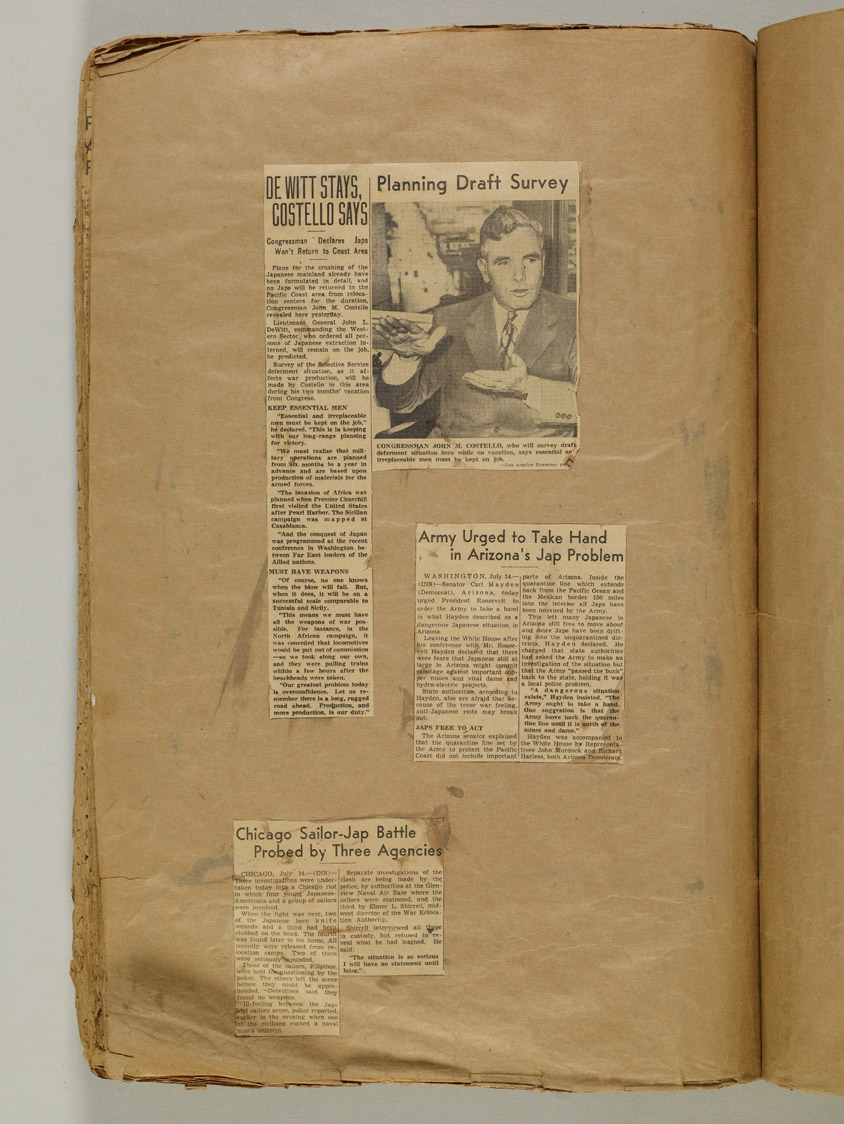 DE WITT STAYS,
COSTELLO SAYS
Congressman Declares Japs
Won't Return to Coast Area
Plans for the crushing of the
Japanese mainland already have
been formulated in detail, and
no Japs will be returned to the
Pacific Coast area from reloca-
tion centers for the duration,
Congressman John M. Costello
revealed here yesterday.
Lieutenant General John L.
DeWitt, commanding the West-
ern Sector, who ordered all per-
sons of Japanese extraction in-
terned, will remain on the job,
he predicted.
Survey of the Selective Service
deferment situation, as it af-
fects war production, will be
made by Costello in this area
during his two months' vacation
from Congress.
KEEP ESSENTIAL MEN
"Essential and irreplaceable
men must be kept on the job,"
he declared. "This is in keeping
with our long-range planning
for victory.
"We must realize that mili-
tary operations are planned
from six months to a year in
advance and are based upon
production of materials for the
armed forces.
"The invasion of Africa was
planned when Premier Churchill
first visited the United States
after Pearl Harbor. The Sicilian
campaign was mapped at
Casablanca.
"And the conquest of Japan
was programmed at the recent
conference in Washington be-
tween Far East leaders of the
Allied nations.
MUST HAVE WEAPONS
"Of course, no one knows
when the blow will fall. But,
when it does, it will be on a
successful scale comparable to
Tunisia and Sicily.
"This means we must have
all the weapons of war pos-
sible. For instance, in the
North African campaign, it
was conceded that locomotives
would be put out of commission
—so we took along our own,
and they were pulling trains
within a few hours after the
beachheads were taken.
"Our greatest problem today
is overconfidence. Let us re-
member there is a long, rugged
road ahead. Production, and
more production, is our duty."
Planning Draft Survey
CONGRESSMAN JOHN M. COSTELLO, who will survey draft
deferment situation here while on vacation, says essential
irreplaceable men must be kept on job.
—Los Angeles Examiner
Army Urged to Take Hand
in Arizona's Jap Problem
WASHINGTON, July 14.—
(INS)—Senator Carl Hayden
(Democrat), Arizona, today
urged President Roosevelt to
order the Army to take a hand
in what Hayden described as a
dangerous Japanese situation in
Arizona.
Leaving the White House after
his conference with Mr. Roose-
velt Hayden declared that there
were fears that Japanese still at
large in Arizona might commit
sabotage against important cop-
per mines and vital dams and
hydro-electric projects.
State authorities, according to
Hayden, also are afraid that be-
cause of the tense war feeling,
anti-Japanese riots may break
out.
JAPS FREE TO ACT
The Arizona senator explained
that the quarantine line set by
the Army to protect the Pacific
Coast did not include important
parts of Arizona. Inside the
quarantine line which extends
back from the Pacific Ocean and
the Mexican border 150 miles
into the interior all Japs have
been interned by the Army.
This left many Japanese in
Arizona still free to move about
and more Japs have been drift-
ing into the unquarantined dis-
tricts, Hayden declared. He
charged that state authorities
had asked the Army to make an
investigation of the situation but
that the Army "passed the buck"
back to the state, holding it was
a local police problem.
"A dangerous situation
exists," Hayden insisted. "The
Army ought to take a hand.
One suggestion is that the
Army move back the quaran-
tine line until it is north of the
mines and dams."
Hayden was accompanied to
the White House by Representa-
tives John Murdock and Richard
Harless, both Arizona Democrats.
Chicago Sailor-Jap Battle
Probed by Three Agencies
CHICAGO, July 14.—(INS)—
Three investigations were under-
taken today into a Chicago riot
in which four young Japanese-
Americans and a group of sailors
were involved.
When the fight was over, two
of the Japanese bore knife
wounds and a third had been
clubbed on the head. The fourth
was found later in his home. All
recently were released from re-
location camps. Two of them
were seriously wounded.
Three of the sailors, Filipinos,
were held for questioning by the
police. The others left the scene
before they could be appre-
hended. Detectives said they
found no weapons.
Ill-feeling between the Japs
and sailors arose, police reported,
earlier in the evening when one
of the civilians cursed a naval
man's uniform.
Separate investigations of the
clash are being made by the
police, by authorities at the Glen-
view Naval Air Base where the
sailors were stationed, and the
third by Elmer L. Shirrell, mid-
west director of the War Reloca-
tion Authority.
Shirrell interviewed all those
in custody, but refused to re-
veal what he had learned. He
said:
"The situation is so serious
I will have no statement until
later."